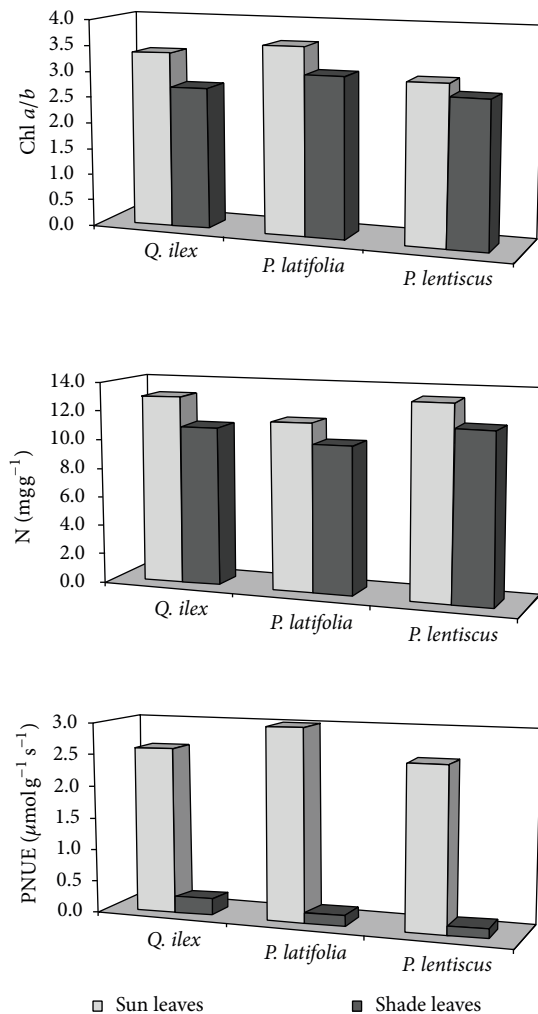 4.0
3.5
3.0
2.5
2.0
1.5
1.0
0.5
0.0
Chl a/b
Q. ilex
P. latifolia
P. lentiscus
14.0
12.0
10.0
8.0
6.0
4.0
2.0
0.0
N (mgg⁻¹)
Q. ilex
P. latifolia
P. lentiscus
3.0
2.5
2.0
1.5
1.0
0.5
0.0
PNUE (μmolg⁻¹ s⁻¹)
Q. ilex
P. latifolia
P. lentiscus
Sun leaves
Shade leaves